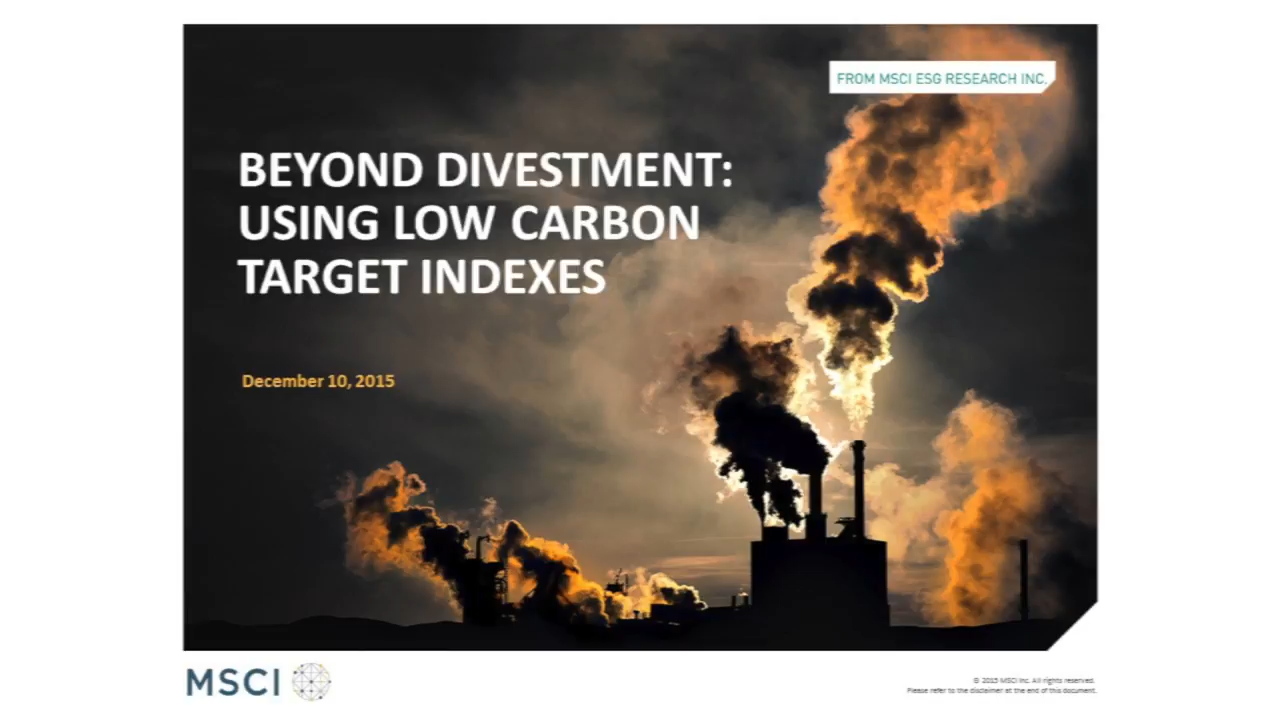 FROM MSCI ESG RESEARCH INC.
BEYOND DIVESTMENT:
USING LOW CARBON
TARGET INDEXES
December 10, 2015
MSCI
© 2015 MSCI Inc. All rights reserved.
Please refer to the disclaimer at the end of this document.